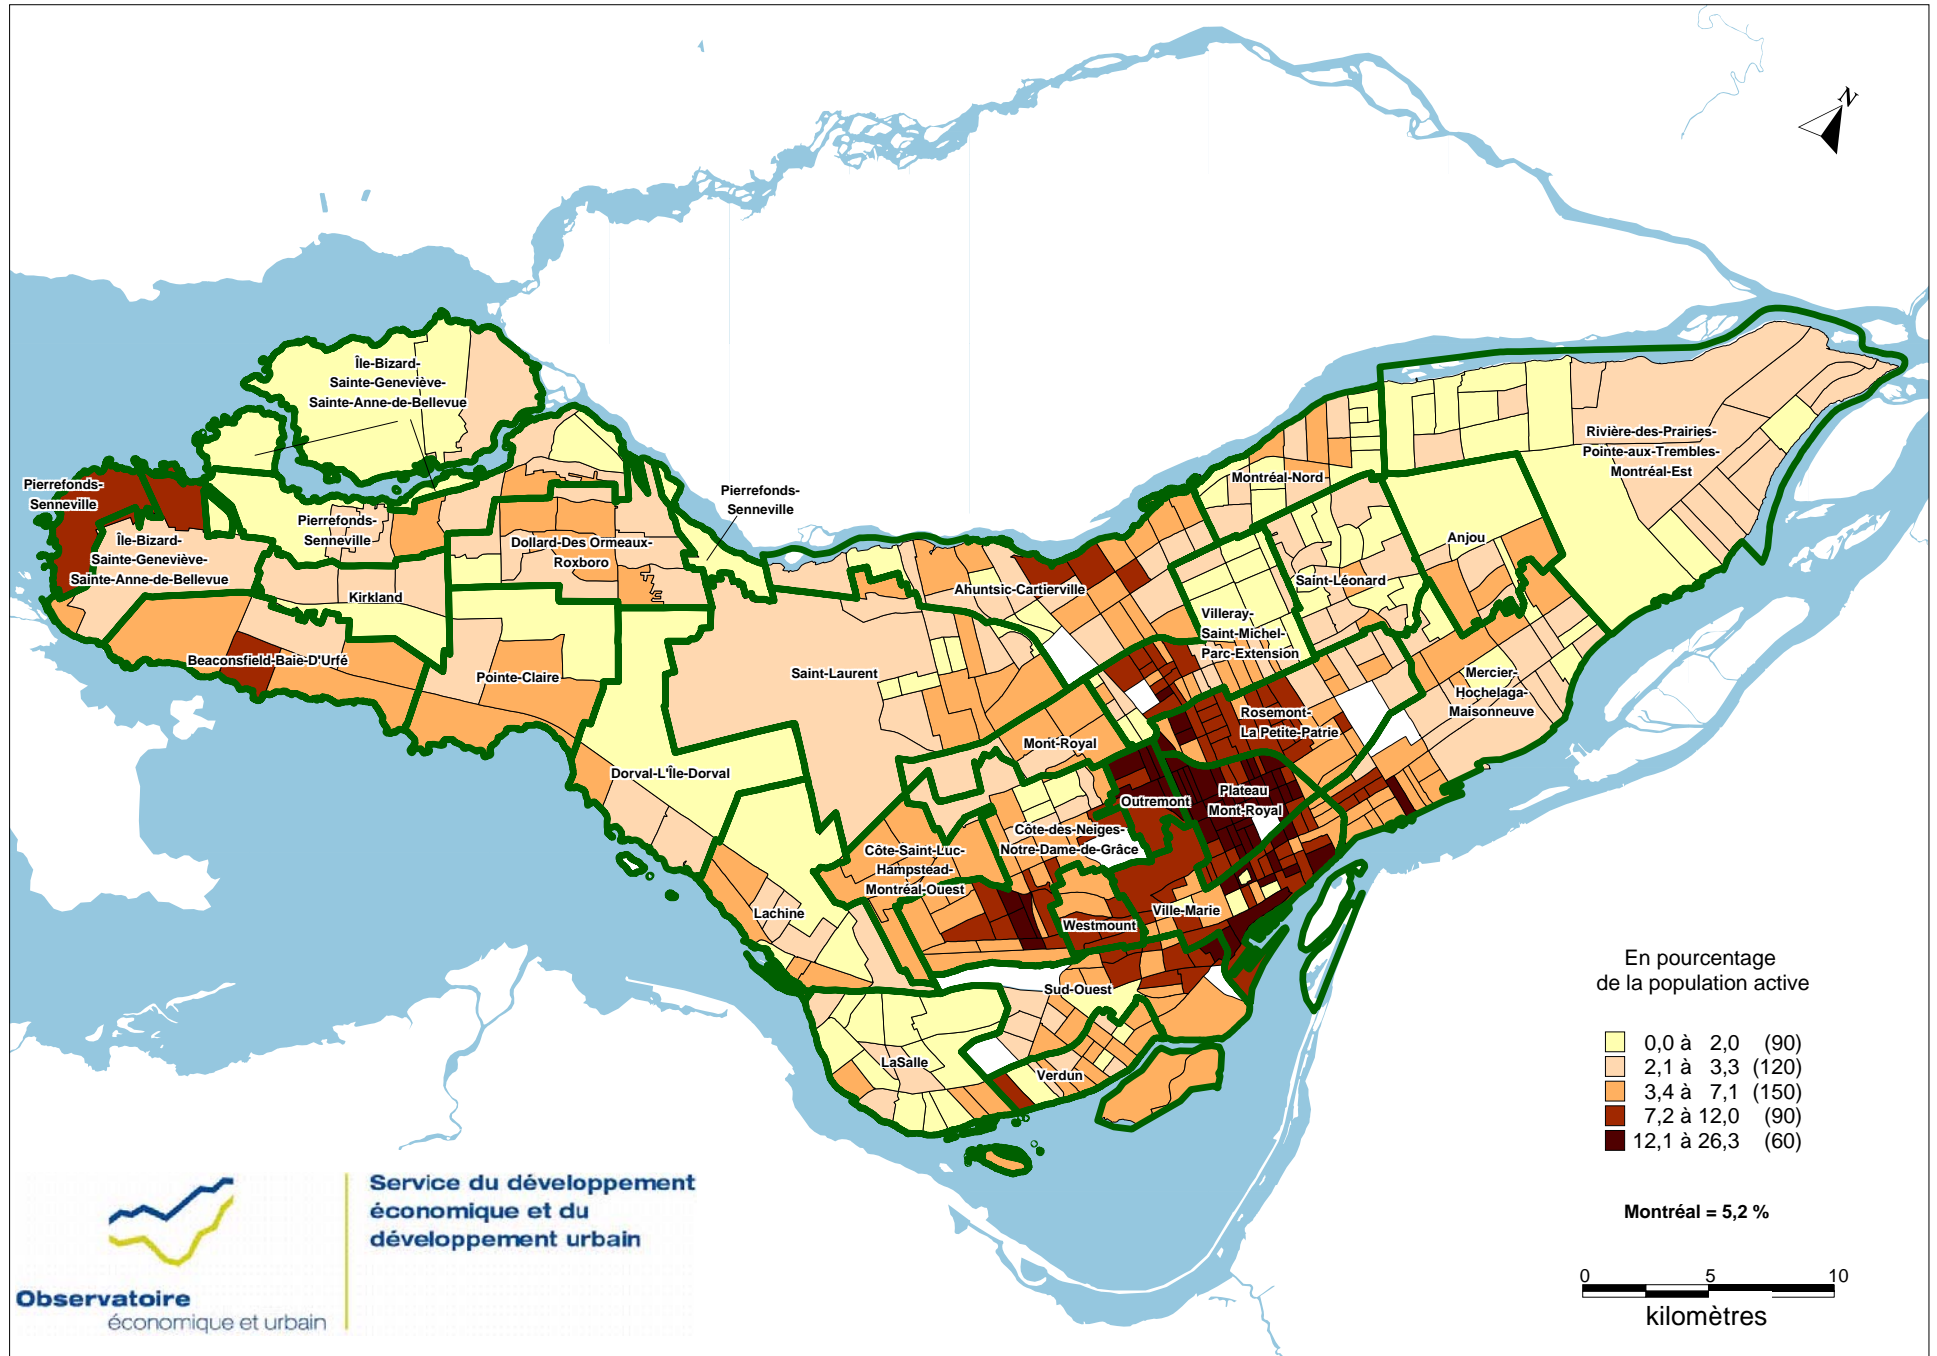 N
Île-Bizard-
Sainte-Geneviève-
Sainte-Anne-de-Bellevue
Pierrefonds-
Senneville
Île-Bizard-
Sainte-Geneviève-
Sainte-Anne-de-Bellevue
Pierrefonds-
Senneville
Pierrefonds-
Senneville
Dollard-Des Ormeaux-
Roxboro
Kirkland
Beaconsfield-Baie-D'Urfé
Pointe-Claire
Dorval-L'Île-Dorval
Saint-Laurent
Ahuntsic-Cartierville
Montréal-Nord
Rivière-des-Prairies-
Pointe-aux-Trembles-
Montréal-Est
Anjou
Saint-Léonard
Villeray-
Saint-Michel-
Parc-Extension
Mercier-
Hochelaga-
Maisonneuve
Rosemont-
La Petite-Patrie
Mont-Royal
Outremont
Plateau
Mont-Royal
Côte-des-Neiges-
Notre-Dame-de-Grâce
Côte-Saint-Luc-
Hampstead-
Montréal-Ouest
Lachine
Westmount
Ville-Marie
Sud-Ouest
LaSalle
Verdun
En pourcentage
de la population active
0,0 à 2,0 (90)
2,1 à 3,3 (120)
3,4 à 7,1 (150)
7,2 à 12,0 (90)
12,1 à 26,3 (60)
Montréal = 5,2 %
0 5 10
kilomètres
Service du développement
économique et du
développement urbain
Observatoire
économique et urbain